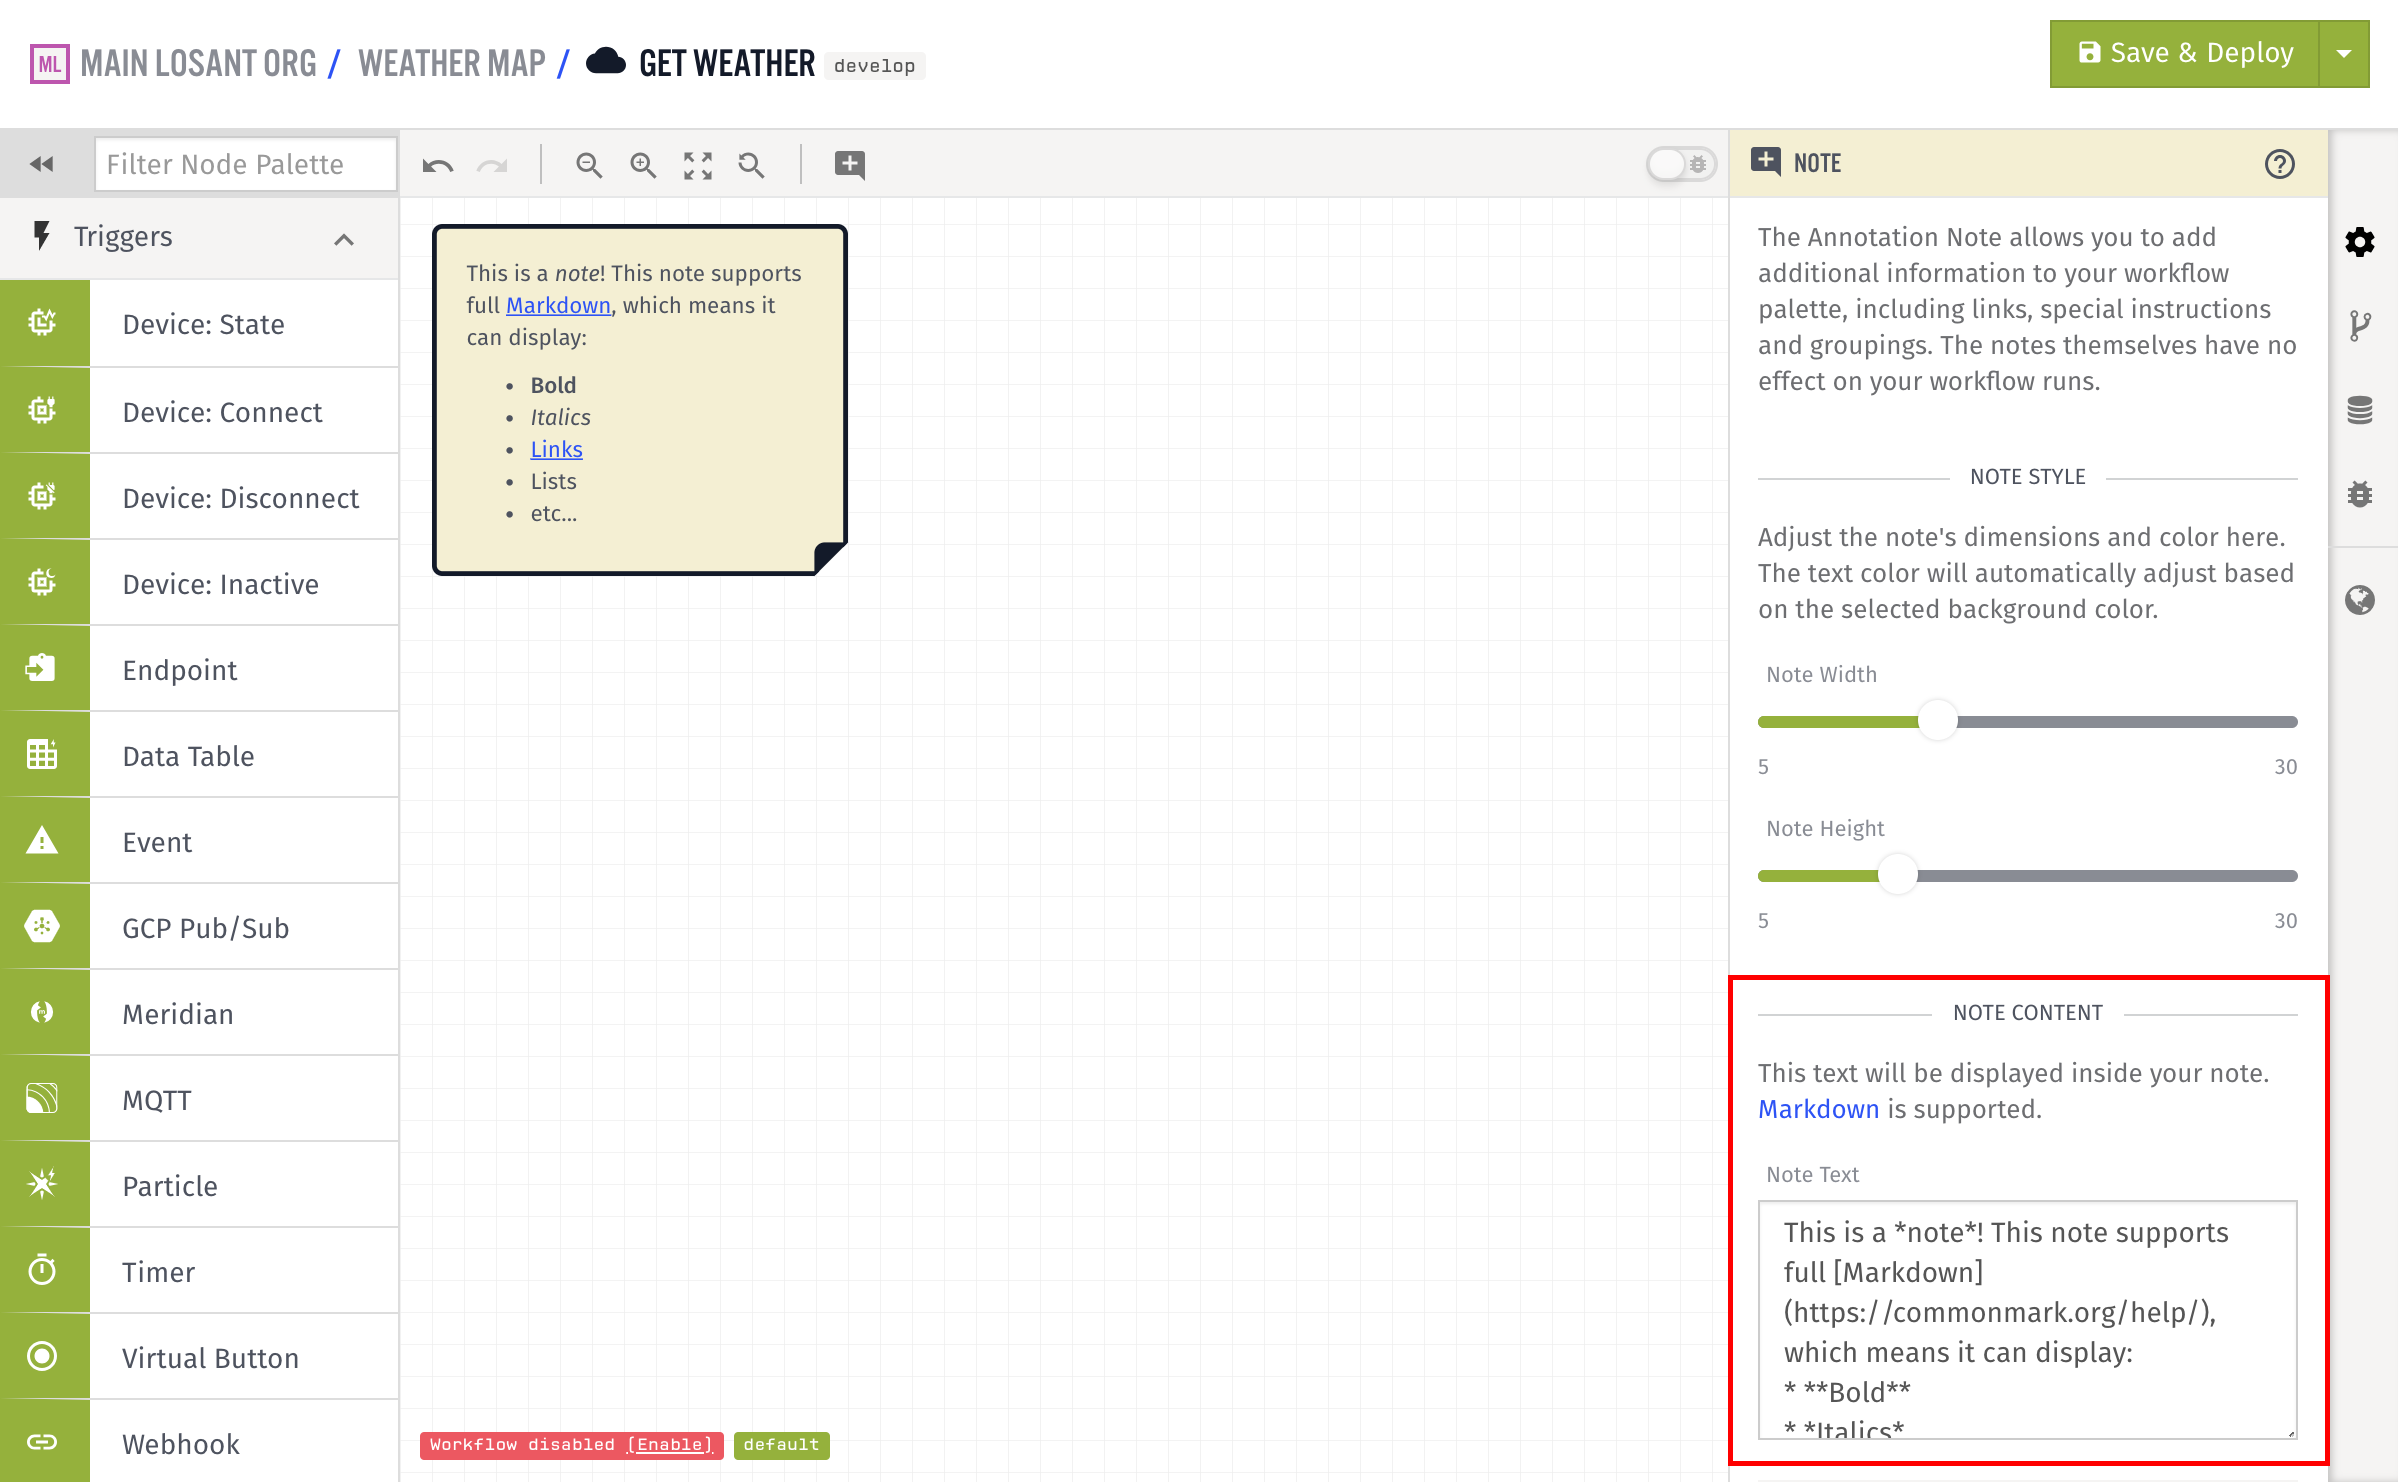 ML MAIN LOSANT ORG / WEATHER MAP / GET WEATHER develop
Save & Deploy
Filter Node Palette
Triggers
Device: State
Device: Connect
Device: Disconnect
Device: Inactive
Endpoint
Data Table
Event
GCP Pub/Sub
Meridian
MQTT
Particle
Timer
Virtual Button
Webhook
This is a note! This note supports
full Markdown, which means it
can display:
• Bold
• Italics
• Links
• Lists
• etc...
Workflow disabled (Enable) default
NOTE
The Annotation Note allows you to add
additional information to your workflow
palette, including links, special instructions
and groupings. The notes themselves have no
effect on your workflow runs.
NOTE STYLE
Adjust the note's dimensions and color here.
The text color will automatically adjust based
on the selected background color.
Note Width
5 30
Note Height
5 30
NOTE CONTENT
This text will be displayed inside your note.
Markdown is supported.
Note Text
This is a *note*! This note supports
full [Markdown]
(https://commonmark.org/help/),
which means it can display:
* **Bold**
* *Italics*